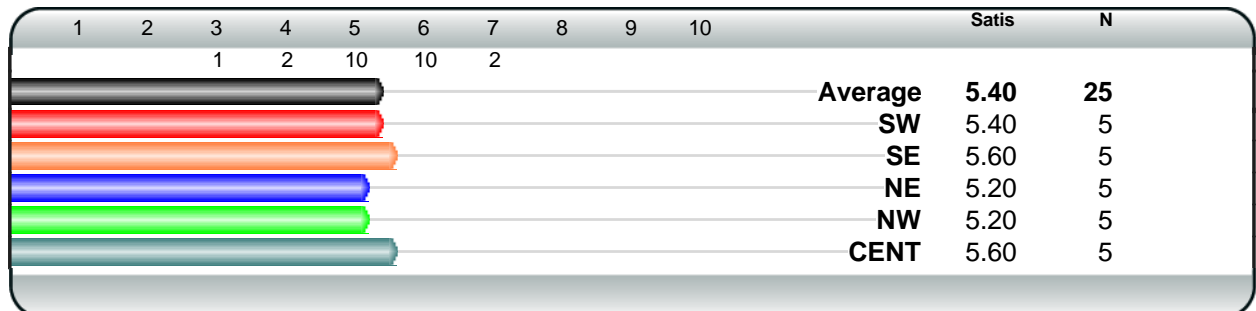 1 2 3 4 5 6 7 8 9 10 Satis N
1 2 10 10 2
Average 5.40 25
SW 5.40 5
SE 5.60 5
NE 5.20 5
NW 5.20 5
CENT 5.60 5